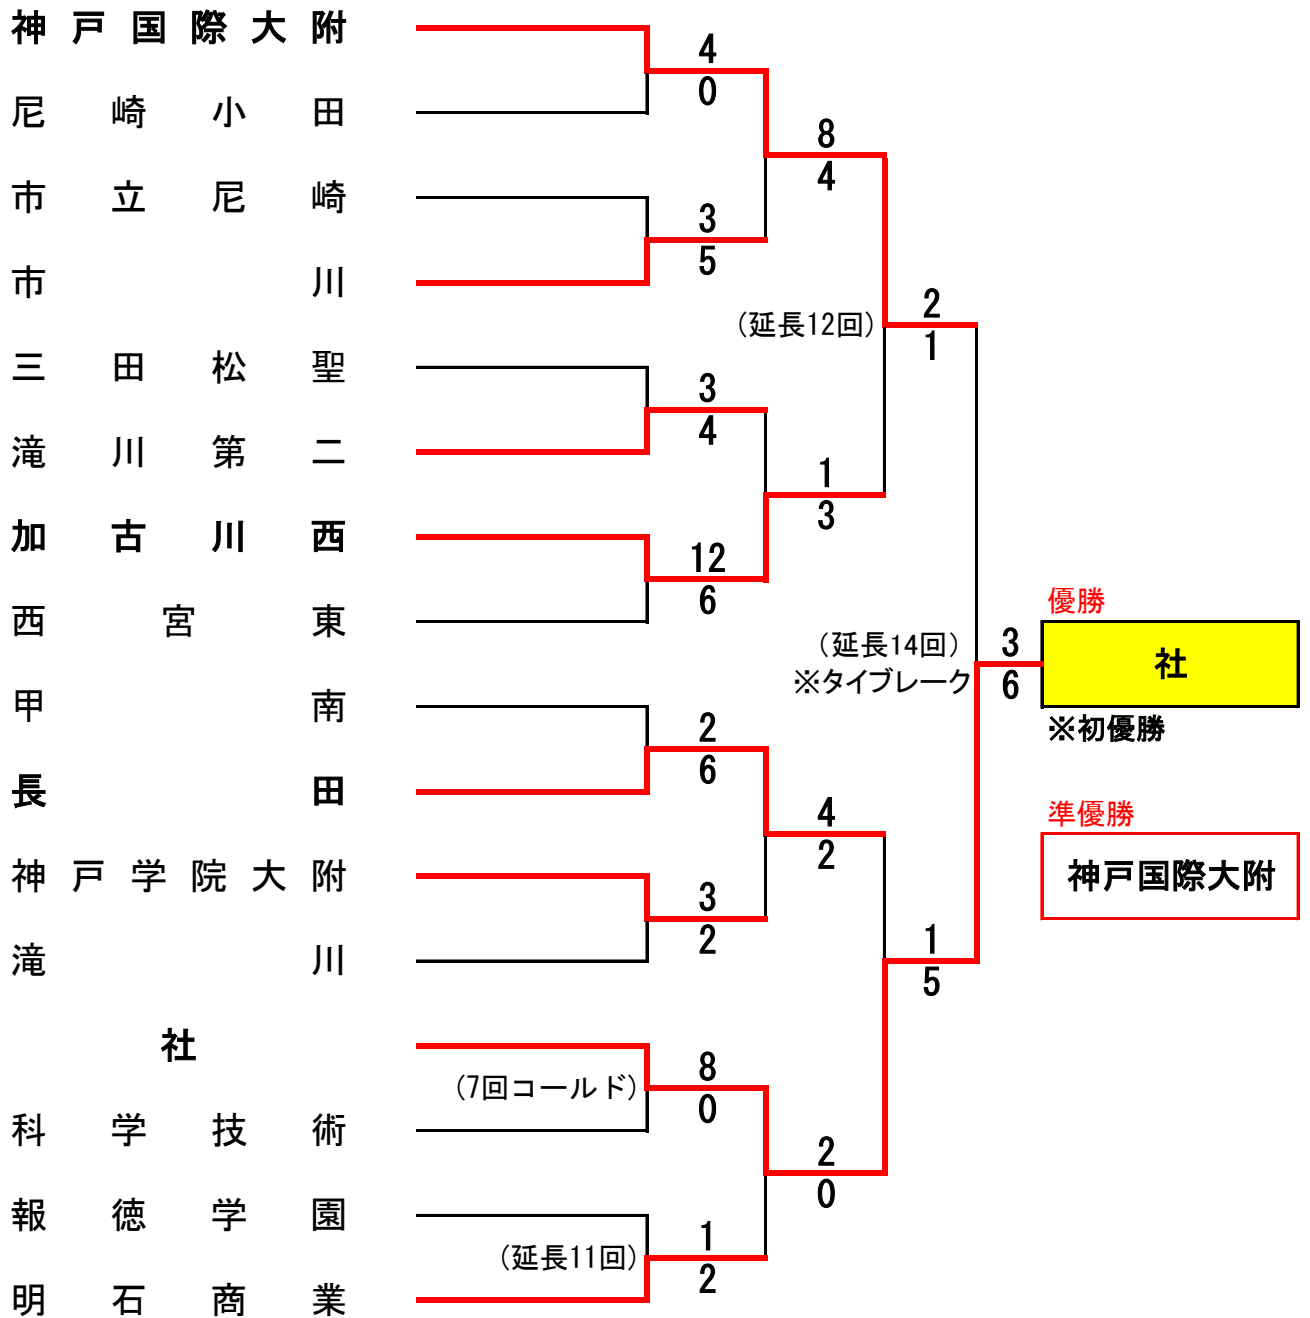 神戸国際大附
4
0
尼崎小田
8
4
市立尼崎
3
5
市川
(延長12回)
2
1
三田松聖
3
4
滝川第二
1
3
加古川西
12
6
西宮東
優勝
(延長14回)
※タイブレーク
3
6
社
※初優勝
甲南
2
6
長田
4
2
準優勝
神戸国際大附
神戸学院大附
3
2
滝川
1
5
社
(7回コールド)
8
0
科学技術
2
0
報徳学園
(延長11回)
1
2
明石商業